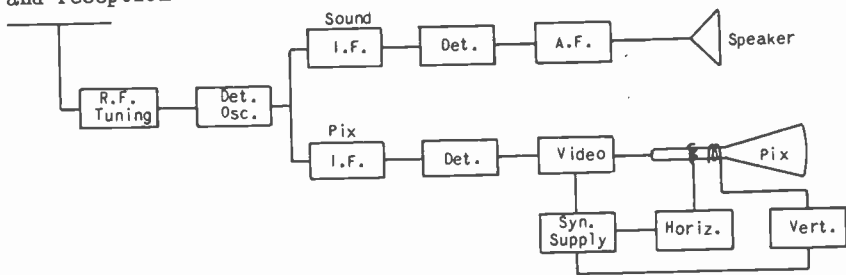 and reception
Sound
I.F.
Det.
A.F.
Speaker
R.F.
Tuning
Det.
Osc.
Pix
I.F.
Det.
Video
Pix
Syn.
Supply
Horiz.
Vert.